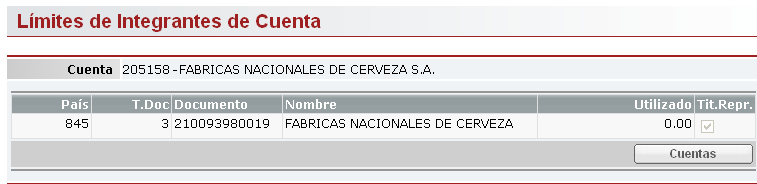 Límites de Integrantes de Cuenta
Cuenta 205158 -FABRICAS NACIONALES DE CERVEZA S.A.
País T.Doc Documento Nombre Utilizado Tit.Repr.
845 3 210093980019 FABRICAS NACIONALES DE CERVEZA 0.00
Cuentas